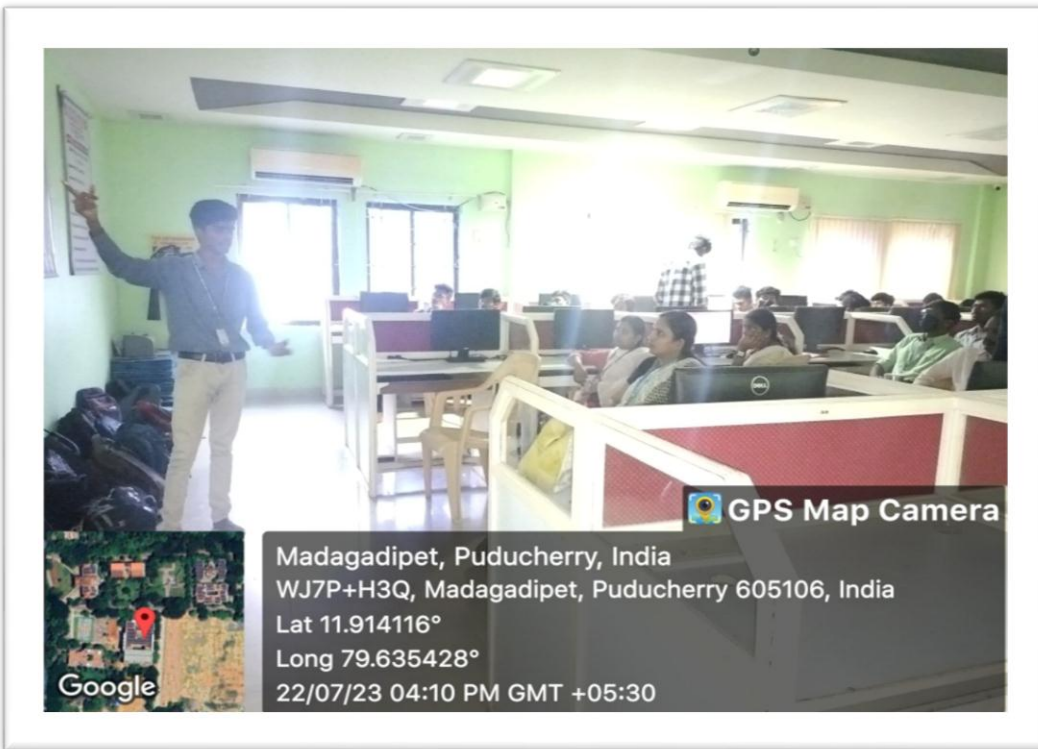 DELL
GPS Map Camera
Madagadipet, Puducherry, India
WJ7P+H3Q, Madagadipet, Puducherry 605106, India
Lat 11.914116°
Long 79.635428°
22/07/23 04:10 PM GMT +05:30
Google